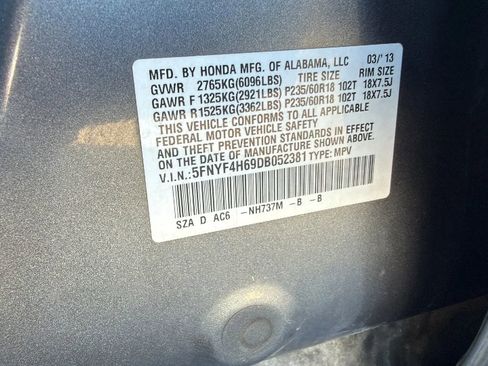 MFD. BY HONDA MFG. OF ALABAMA, LLC 03/'13
GVWR 2765KG(6096LBS) TIRE SIZE RIM SIZE
GAWR F 1325KG(2921LBS) P235/60R18 102T 18X7.5J
GAWR R1525KG(3362LBS) P235/60R18 102T 18X7.5J
THIS VEHICLE CONFORMS TO ALL APPLICABLE
FEDERAL MOTOR VEHICLE SAFETY
AND THEFT PREVENTION STANDARDS IN EFFECT
ON THE DATE OF MANUFACTURE SHOWN ABOVE.
V.I.N.: 5FNYF4H69DB052381 TYPE: MPV
SZA D AC6 -NH737M -B -B